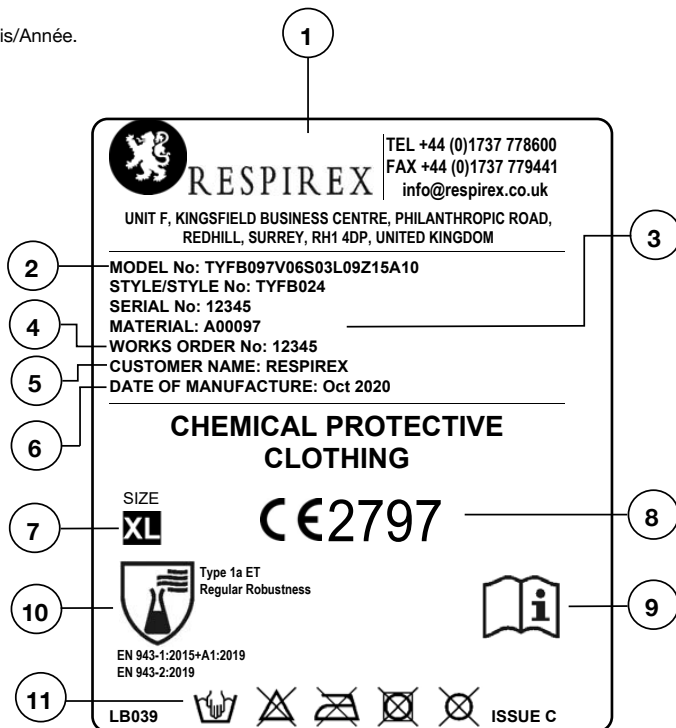 is/Année.
1
RESPIREX
TEL +44 (0)1737 778600
FAX +44 (0)1737 779441
info@respirex.co.uk
UNIT F, KINGSFIELD BUSINESS CENTRE, PHILANTHROPIC ROAD,
REDHILL, SURREY, RH1 4DP, UNITED KINGDOM
3
2
MODEL No: TYFB097V06S03L09Z15A10
STYLE/STYLE No: TYFB024
SERIAL No: 12345
MATERIAL: A00097
4
WORKS ORDER No: 12345
5
CUSTOMER NAME: RESPIREX
6
DATE OF MANUFACTURE: Oct 2020
CHEMICAL PROTECTIVE
CLOTHING
7
SIZE
XL
CE2797
8
10
Type 1a ET
Regular Robustness
i
9
EN 943-1:2015+A1:2019
EN 943-2:2019
11
LB039
ISSUE C